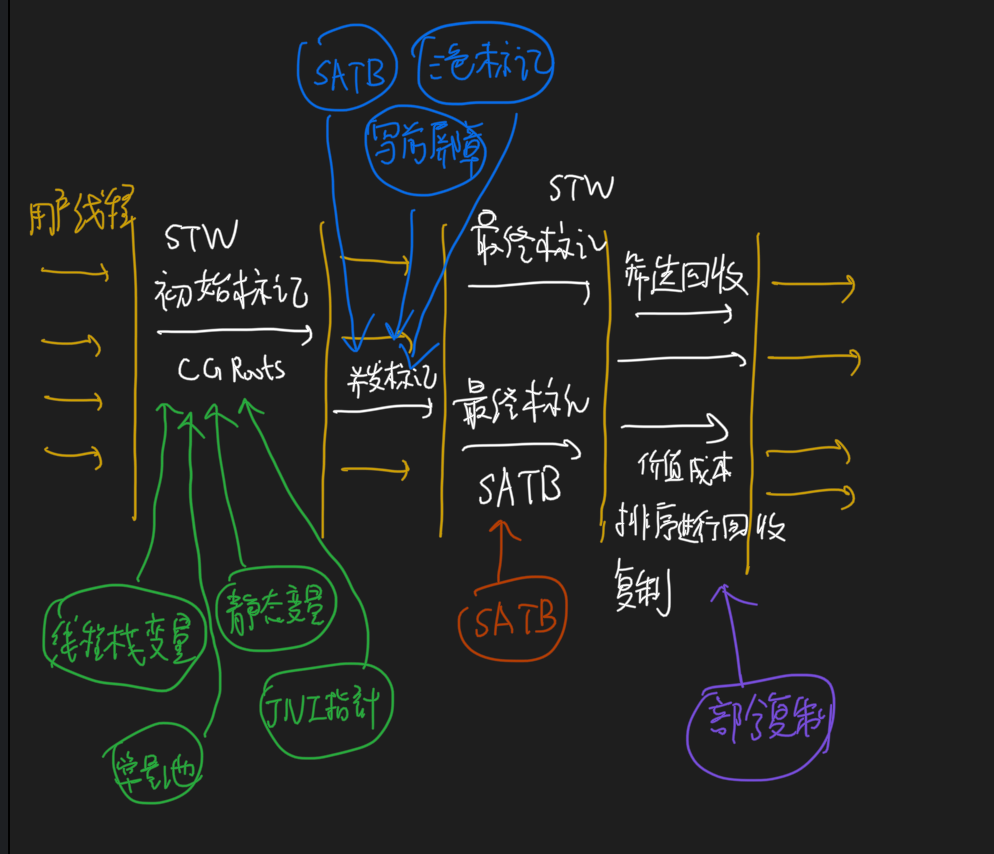 SATB
三色标记
写前屏障
STW
用户线程
STW
最终标记
初始标记
筛选回收
CG Roots
并发标记
最终标记
价值成本
SATB
排序进行回收
复制
静态变量
SATB
线程栈变量
JNI指针
部分复制
常量池